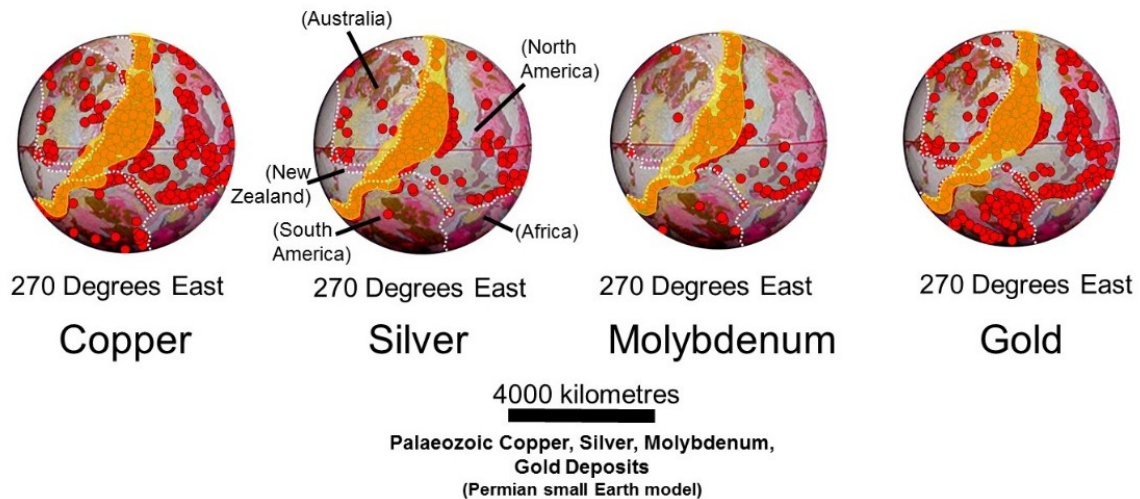 (Australia)
(North
America)
(New
Zealand)
(South
America)
(Africa)
270 Degrees East
270 Degrees East
270 Degrees East
270 Degrees East
Copper
Silver
Molybdenum
Gold
4000 kilometres
Palaeozoic Copper, Silver, Molybdenum,
Gold Deposits
(Permian small Earth model)